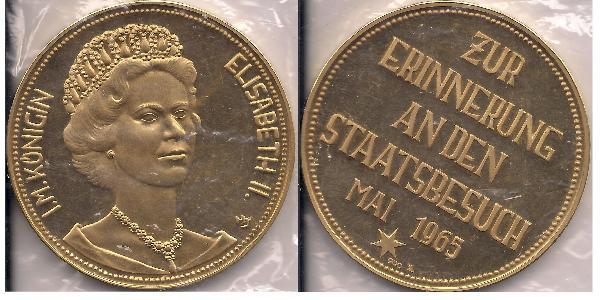 I.M. KÖNIGIN ELISABETH II.
ZUR
ERINNERUNG
AN DEN
STAATSBESUCH
MAI 1965